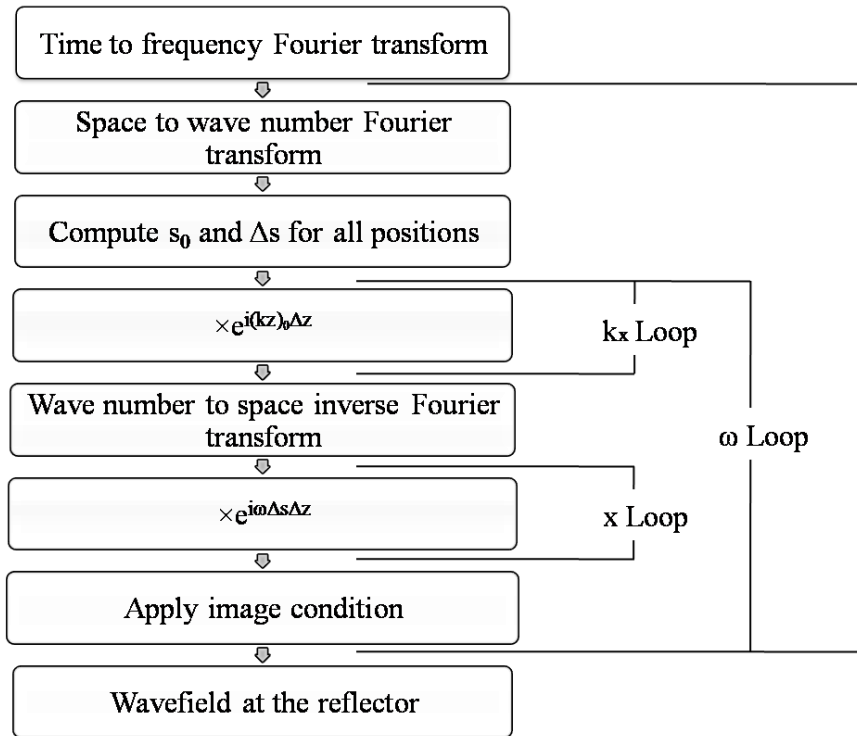 Time to frequency Fourier transform
Space to wave number Fourier
transform
Compute s₀ and Δs for all positions
×e^{i(kz)₀Δz}
kx Loop
Wave number to space inverse Fourier
transform
ω Loop
×e^{iωΔsΔz}
x Loop
Apply image condition
Wavefield at the reflector